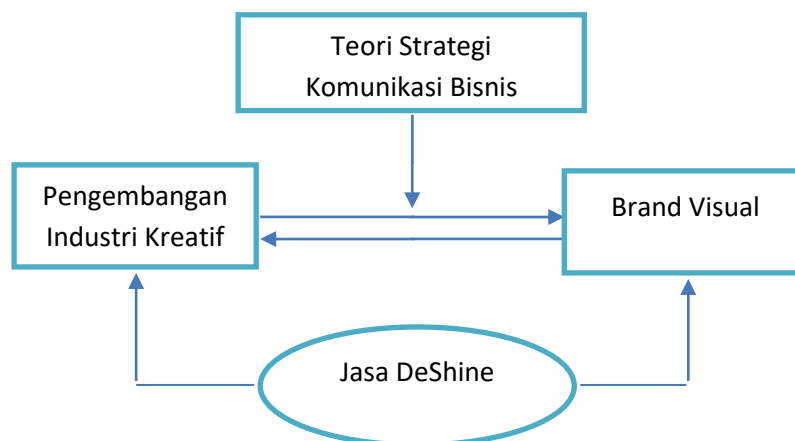 Teori Strategi
Komunikasi Bisnis
Pengembangan
Industri Kreatif
Brand Visual
Jasa DeShine